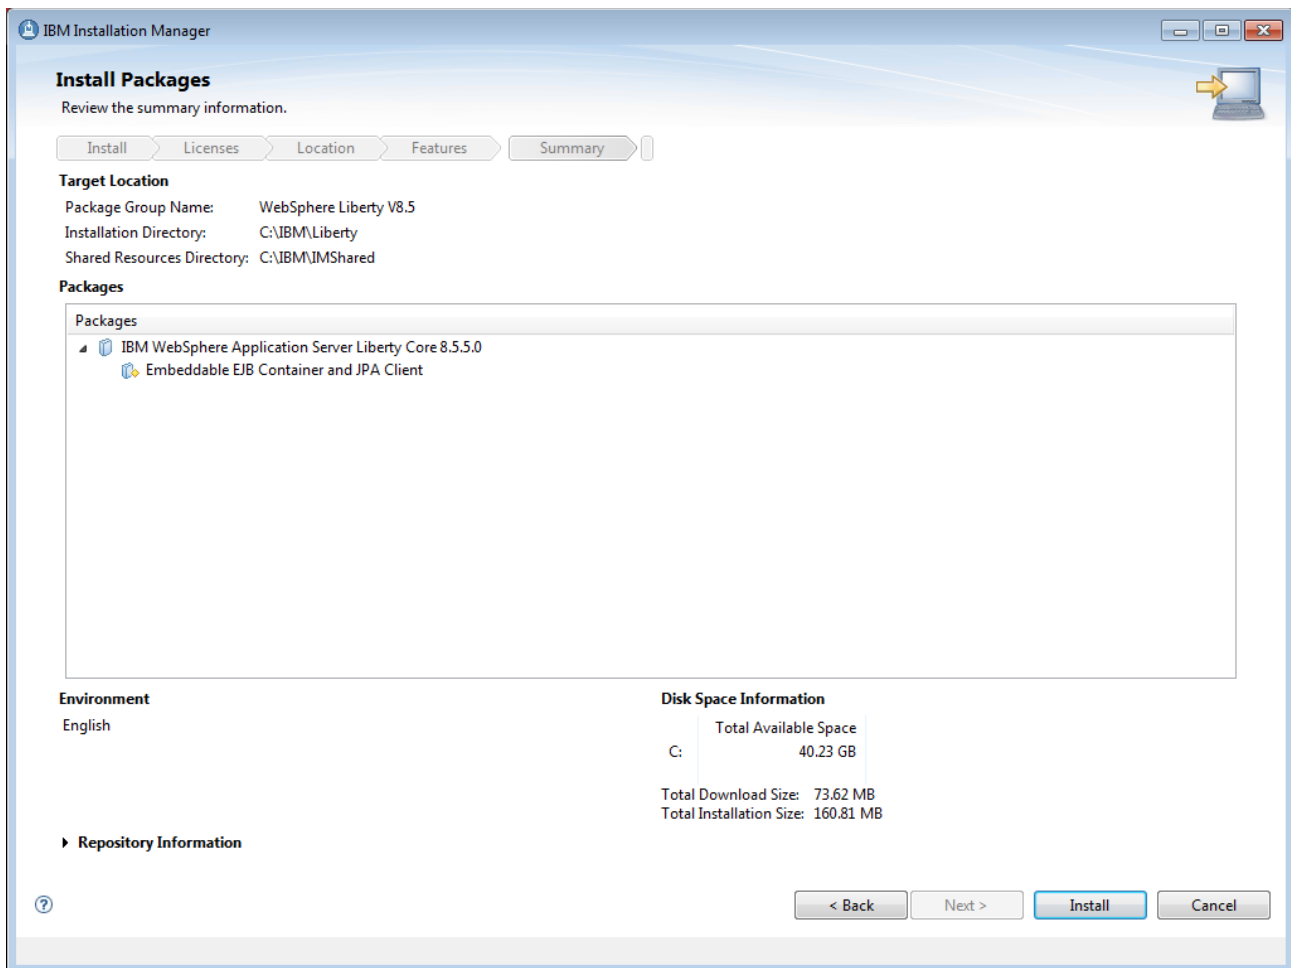 IBM Installation Manager
Install Packages
Review the summary information.
Install Licenses Location Features Summary
Target Location
Package Group Name: WebSphere Liberty V8.5
Installation Directory: C:\IBM\Liberty
Shared Resources Directory: C:\IBM\IMShared
Packages
Packages
IBM WebSphere Application Server Liberty Core 8.5.5.0
Embeddable EJB Container and JPA Client
Environment
English
Disk Space Information
Total Available Space
C: 40.23 GB
Total Download Size: 73.62 MB
Total Installation Size: 160.81 MB
Repository Information
? < Back Next > Install Cancel